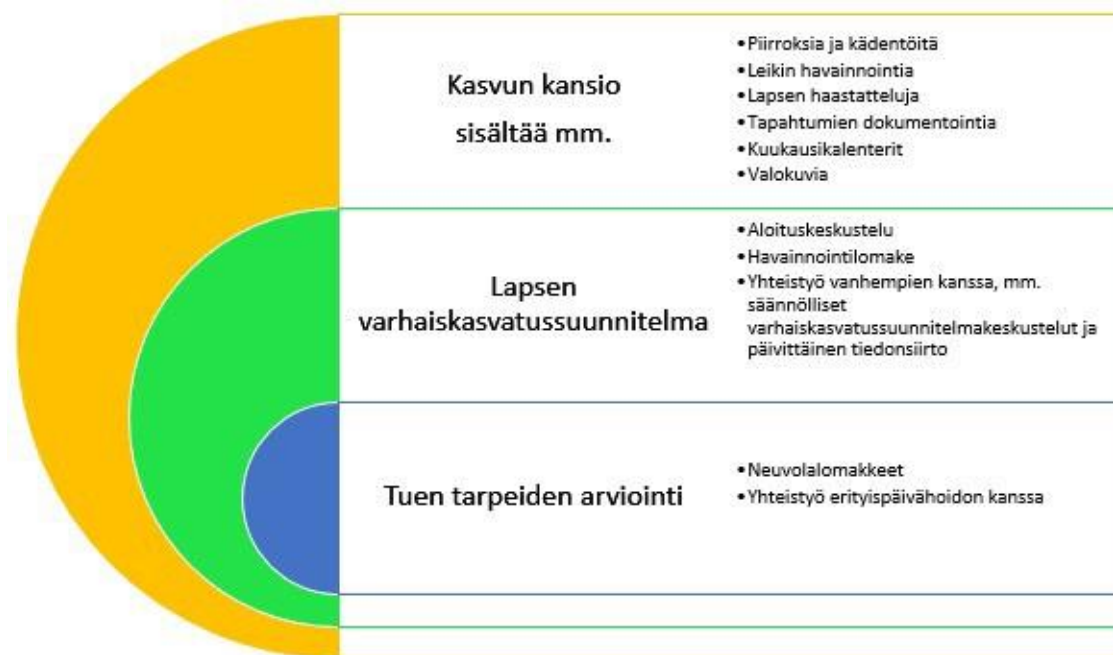 Kasvun kansio
sisältää mm.
•Piirroksia ja kädentöitä
•Leikin havainnointia
•Lapsen haastatteluja
•Tapahtumien dokumentointia
•Kuukausikalenterit
•Valokuvia
Lapsen
varhaiskasvatussuunnitelma
•Aloituskeskustelu
•Havainnointilomake
•Yhteistyö vanhempien kanssa, mm.
säännölliset
varhaiskasvatussuunnitelmakeskustelut ja
päivittäinen tiedonsiirto
Tuen tarpeiden arviointi
•Neuvolalomakkeet
•Yhteistyö erityispäivähoidon kanssa